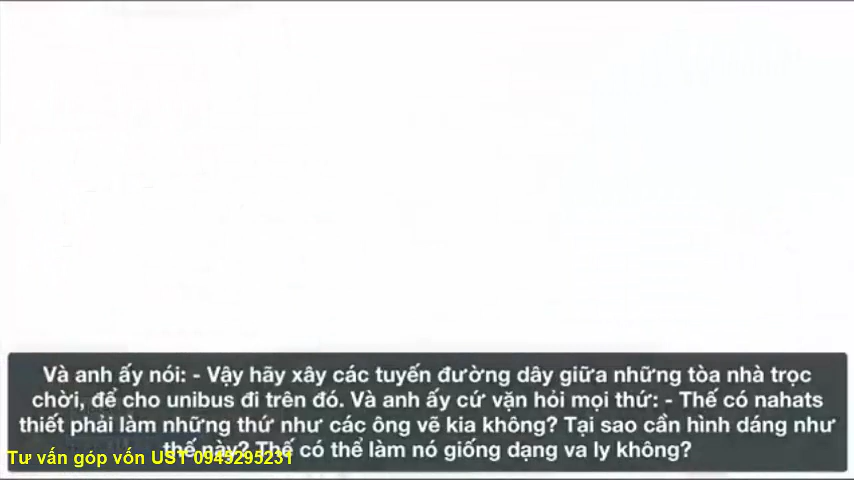 Và anh ấy nói: - Vậy hãy xây các tuyến đường dây giữa những tòa nhà trọc
chời, để cho unibus đi trên đó. Và anh ấy cứ vặn hỏi mọi thứ: - Thế có nahats
thiết phải làm những thứ như các ông vẽ kia không? Tại sao cần hình dáng như
thế này? Thế có thể làm nó giống dạng va ly không?
Tư vấn góp vốn UST 0943295231